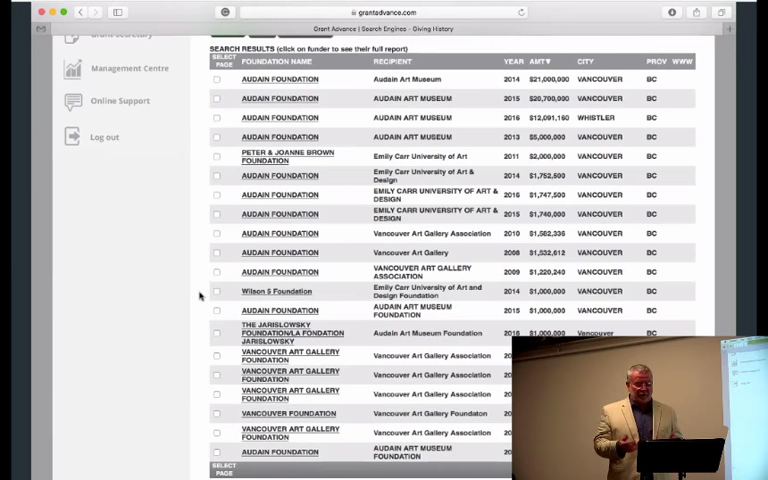 grantadvance.com
Grant Advance | Search Engines - Giving History
Grant Secretary
Management Centre
Online Support
Log out
SEARCH RESULTS (click on funder to see their full report)
SELECT PAGE FOUNDATION NAME RECIPIENT YEAR AMT▼ CITY PROV WWW
AUDAIN FOUNDATION Audain Art Museum 2014 $21,000,000 VANCOUVER BC
AUDAIN FOUNDATION AUDAIN ART MUSEUM 2015 $20,700,000 VANCOUVER BC
AUDAIN FOUNDATION AUDAIN ART MUSEUM 2016 $12,091,160 WHISTLER BC
AUDAIN FOUNDATION AUDAIN ART MUSEUM 2013 $5,000,000 VANCOUVER BC
PETER & JOANNE BROWN FOUNDATION Emily Carr University of Art 2011 $2,000,000 VANCOUVER BC
AUDAIN FOUNDATION Emily Carr University of Art & Design 2014 $1,752,500 VANCOUVER BC
AUDAIN FOUNDATION EMILY CARR UNIVERSITY OF ART & DESIGN 2016 $1,747,500 VANCOUVER BC
AUDAIN FOUNDATION EMILY CARR UNIVERSITY OF ART & DESIGN 2015 $1,740,000 VANCOUVER BC
AUDAIN FOUNDATION Vancouver Art Gallery Association 2010 $1,582,336 VANCOUVER BC
AUDAIN FOUNDATION Vancouver Art Gallery 2008 $1,532,612 VANCOUVER BC
AUDAIN FOUNDATION VANCOUVER ART GALLERY ASSOCIATION 2009 $1,220,240 VANCOUVER BC
Wilson 5 Foundation Emily Carr University of Art and Design Foundation 2014 $1,000,000 VANCOUVER BC
AUDAIN FOUNDATION AUDAIN ART MUSEUM FOUNDATION 2015 $1,000,000 VANCOUVER BC
THE JARISLOWSKY FOUNDATION/LA FONDATION JARISLOWSKY Audain Art Museum Foundation 2016 $1,000,000 Vancouver
VANCOUVER ART GALLERY FOUNDATION Vancouver Art Gallery Association
VANCOUVER ART GALLERY FOUNDATION Vancouver Art Gallery Association
VANCOUVER ART GALLERY FOUNDATION Vancouver Art Gallery Association
VANCOUVER FOUNDATION Vancouver Art Gallery Foundaton
VANCOUVER ART GALLERY FOUNDATION Vancouver Art Gallery Association
AUDAIN FOUNDATION AUDAIN ART MUSEUM FOUNDATION
SELECT PAGE